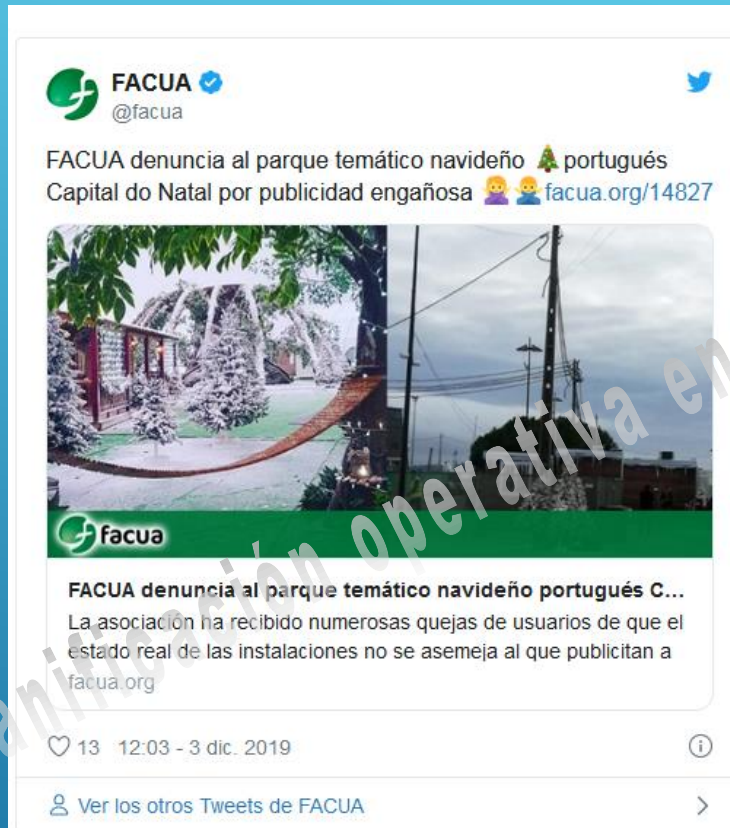 FACUA
@facua
FACUA denuncia al parque temático navideño 🎄 portugués
Capital do Natal por publicidad engañosa 🤦‍♀️ 🤦‍♂️ facua.org/14827
facua
FACUA denuncia al parque temático navideño portugués C...
La asociación ha recibido numerosas quejas de usuarios de que el
estado real de las instalaciones no se asemeja al que publicitan a
facua.org
13 12:03 - 3 dic. 2019
Ver los otros Tweets de FACUA
operativa en